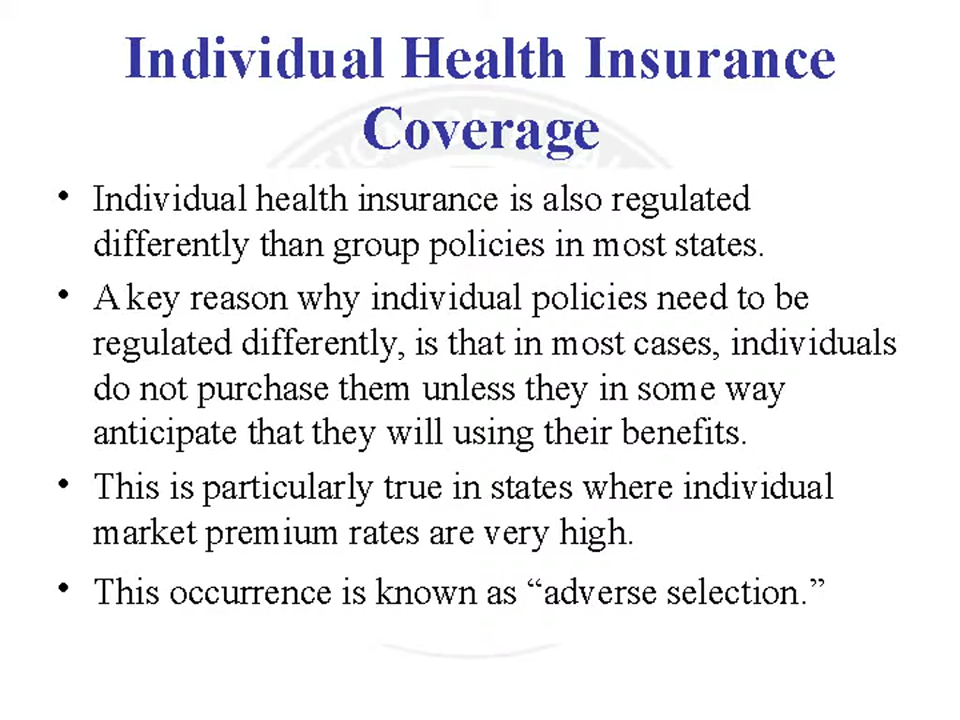 Individual Health Insurance
Coverage
• Individual health insurance is also regulated
differently than group policies in most states.
• A key reason why individual policies need to be
regulated differently, is that in most cases, individuals
do not purchase them unless they in some way
anticipate that they will using their benefits.
• This is particularly true in states where individual
market premium rates are very high.
• This occurrence is known as “adverse selection.”